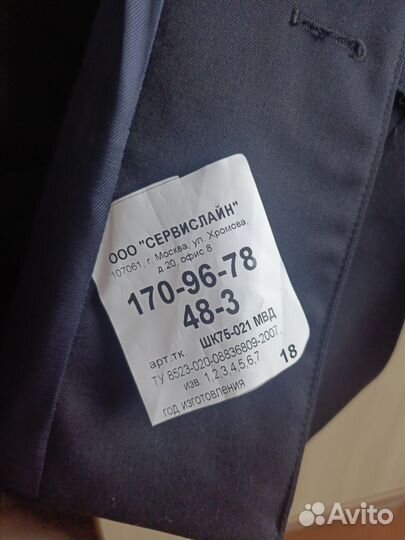 ООО "СЕРВИСЛАЙН"
107061, г. Москва, ул. Хромова,
д.20, офис 8
170-96-78
48-3
арт.тк. ШК75-021 МВД
ТУ 8523-020-08836809-2007,
изв 1,2,3,4,5,6,7
год изготовления 18
Avito